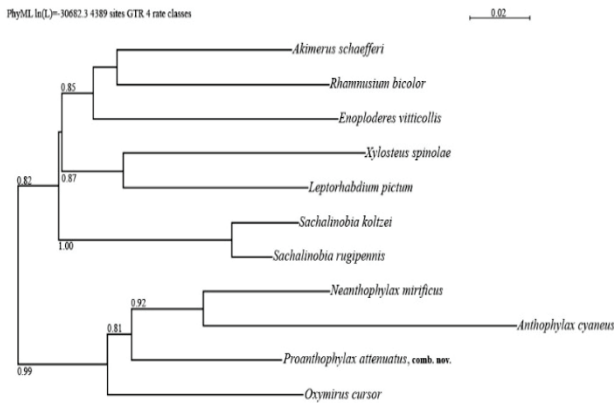 PhyML ln(L)=-30682.3 4389 sites GTR 4 rate classes
0.02
Akimerus schaefferi
0.85
Rhamnusium bicolor
Enoploderes vitticollis
Xylosteus spinolae
0.87
0.82
Leptorhabdium pictum
Sachalinobia koltzei
1.00
Sachalinobia rugipennis
Neanthophylax mirificus
0.92
Anthophylax cyaneus
0.81
Proanthophylax attenuatus, comb. nov.
0.99
Oxymirus cursor